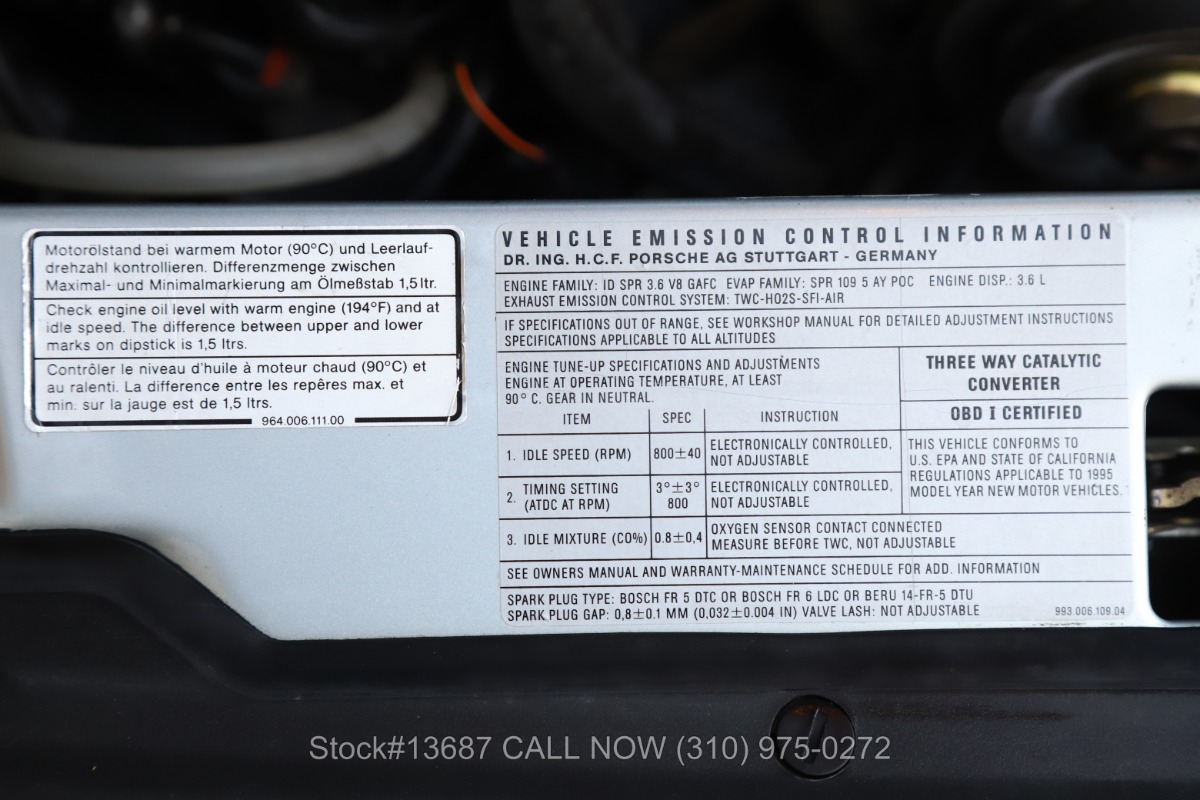 Motorölstand bei warmem Motor (90°C) und Leerlauf-
drehzahl kontrollieren. Differenzmenge zwischen
Maximal- und Minimalmarkierung am Ölmeßstab 1,5 ltr.
Check engine oil level with warm engine (194°F) and at
idle speed. The difference between upper and lower
marks on dipstick is 1,5 ltrs.
Contrôler le niveau d'huile à moteur chaud (90°C) et
au ralenti. La difference entre les repêres max. et
min. sur la jauge est de 1,5 ltrs.
964.006.111.00
VEHICLE EMISSION CONTROL INFORMATION
DR. ING. H.C.F. PORSCHE AG STUTTGART - GERMANY
ENGINE FAMILY: ID SPR 3.6 V8 GAFC EVAP FAMILY: SPR 109 5 AY POC ENGINE DISP.: 3.6 L
EXHAUST EMISSION CONTROL SYSTEM: TWC-HO2S-SFI-AIR
IF SPECIFICATIONS OUT OF RANGE, SEE WORKSHOP MANUAL FOR DETAILED ADJUSTMENT INSTRUCTIONS
SPECIFICATIONS APPLICABLE TO ALL ALTITUDES
ENGINE TUNE-UP SPECIFICATIONS AND ADJUSTMENTS
ENGINE AT OPERATING TEMPERATURE, AT LEAST
90° C. GEAR IN NEUTRAL.
ITEM SPEC INSTRUCTION
1. IDLE SPEED (RPM) 800±40 ELECTRONICALLY CONTROLLED,
NOT ADJUSTABLE
2. TIMING SETTING 3°±3° ELECTRONICALLY CONTROLLED,
(ATDC AT RPM) 800 NOT ADJUSTABLE
3. IDLE MIXTURE (CO%) 0.8±0,4 OXYGEN SENSOR CONTACT CONNECTED
MEASURE BEFORE TWC, NOT ADJUSTABLE
THREE WAY CATALYTIC
CONVERTER
OBD I CERTIFIED
THIS VEHICLE CONFORMS TO
U.S. EPA AND STATE OF CALIFORNIA
REGULATIONS APPLICABLE TO 1995
MODEL YEAR NEW MOTOR VEHICLES.
SEE OWNERS MANUAL AND WARRANTY-MAINTENANCE SCHEDULE FOR ADD. INFORMATION
SPARK PLUG TYPE: BOSCH FR 5 DTC OR BOSCH FR 6 LDC OR BERU 14-FR-5 DTU
SPARK PLUG GAP: 0,8±0.1 MM (0,032±0.004 IN) VALVE LASH: NOT ADJUSTABLE
993.006.109.04
Stock#13687 CALL NOW (310) 975-0272